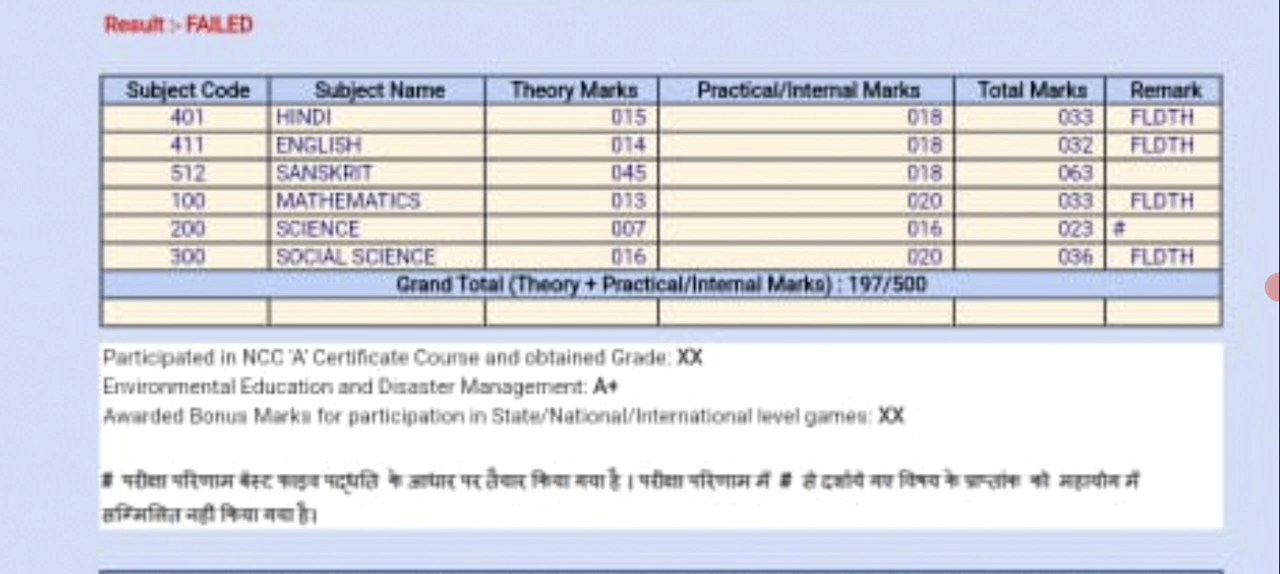 Result :- FAILED
Subject Code Subject Name Theory Marks Practical/Internal Marks Total Marks Remark
401 HINDI 015 018 033 FLDTH
411 ENGLISH 014 018 032 FLDTH
512 SANSKRIT 045 018 063
100 MATHEMATICS 013 020 033 FLDTH
200 SCIENCE 007 016 023 #
300 SOCIAL SCIENCE 016 020 036 FLDTH
Grand Total (Theory + Practical/Internal Marks) : 197/500
Participated in NCC 'A' Certificate Course and obtained Grade: XX
Environmental Education and Disaster Management: A+
Awarded Bonus Marks for participation in State/National/International level games: XX
# परीक्षा परिणाम बेस्ट फाइव पद्धति के आधार पर तैयार किया गया है। परीक्षा परिणाम में # से दर्शाये गए विषय के प्राप्तांक को महायोग में
सम्मिलित नहीं किया गया है।